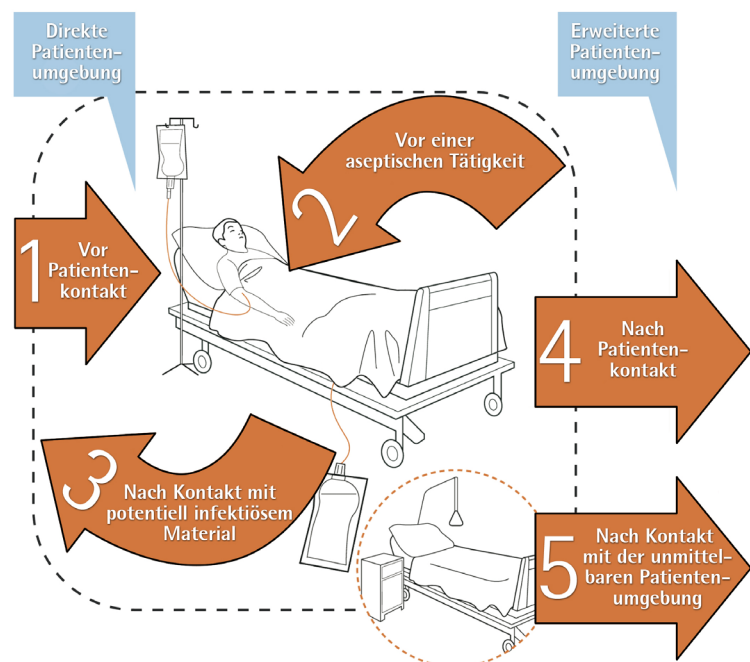 Direkte
Patienten-
umgebung
Erweiterte
Patienten-
umgebung
Vor einer
aseptischen Tätigkeit
2
1
Vor
Patienten-
kontakt
4
Nach
Patienten-
kontakt
3
Nach Kontakt mit
potentiell infektiösem
Material
5
Nach Kontakt
mit der unmittel-
baren Patienten-
umgebung